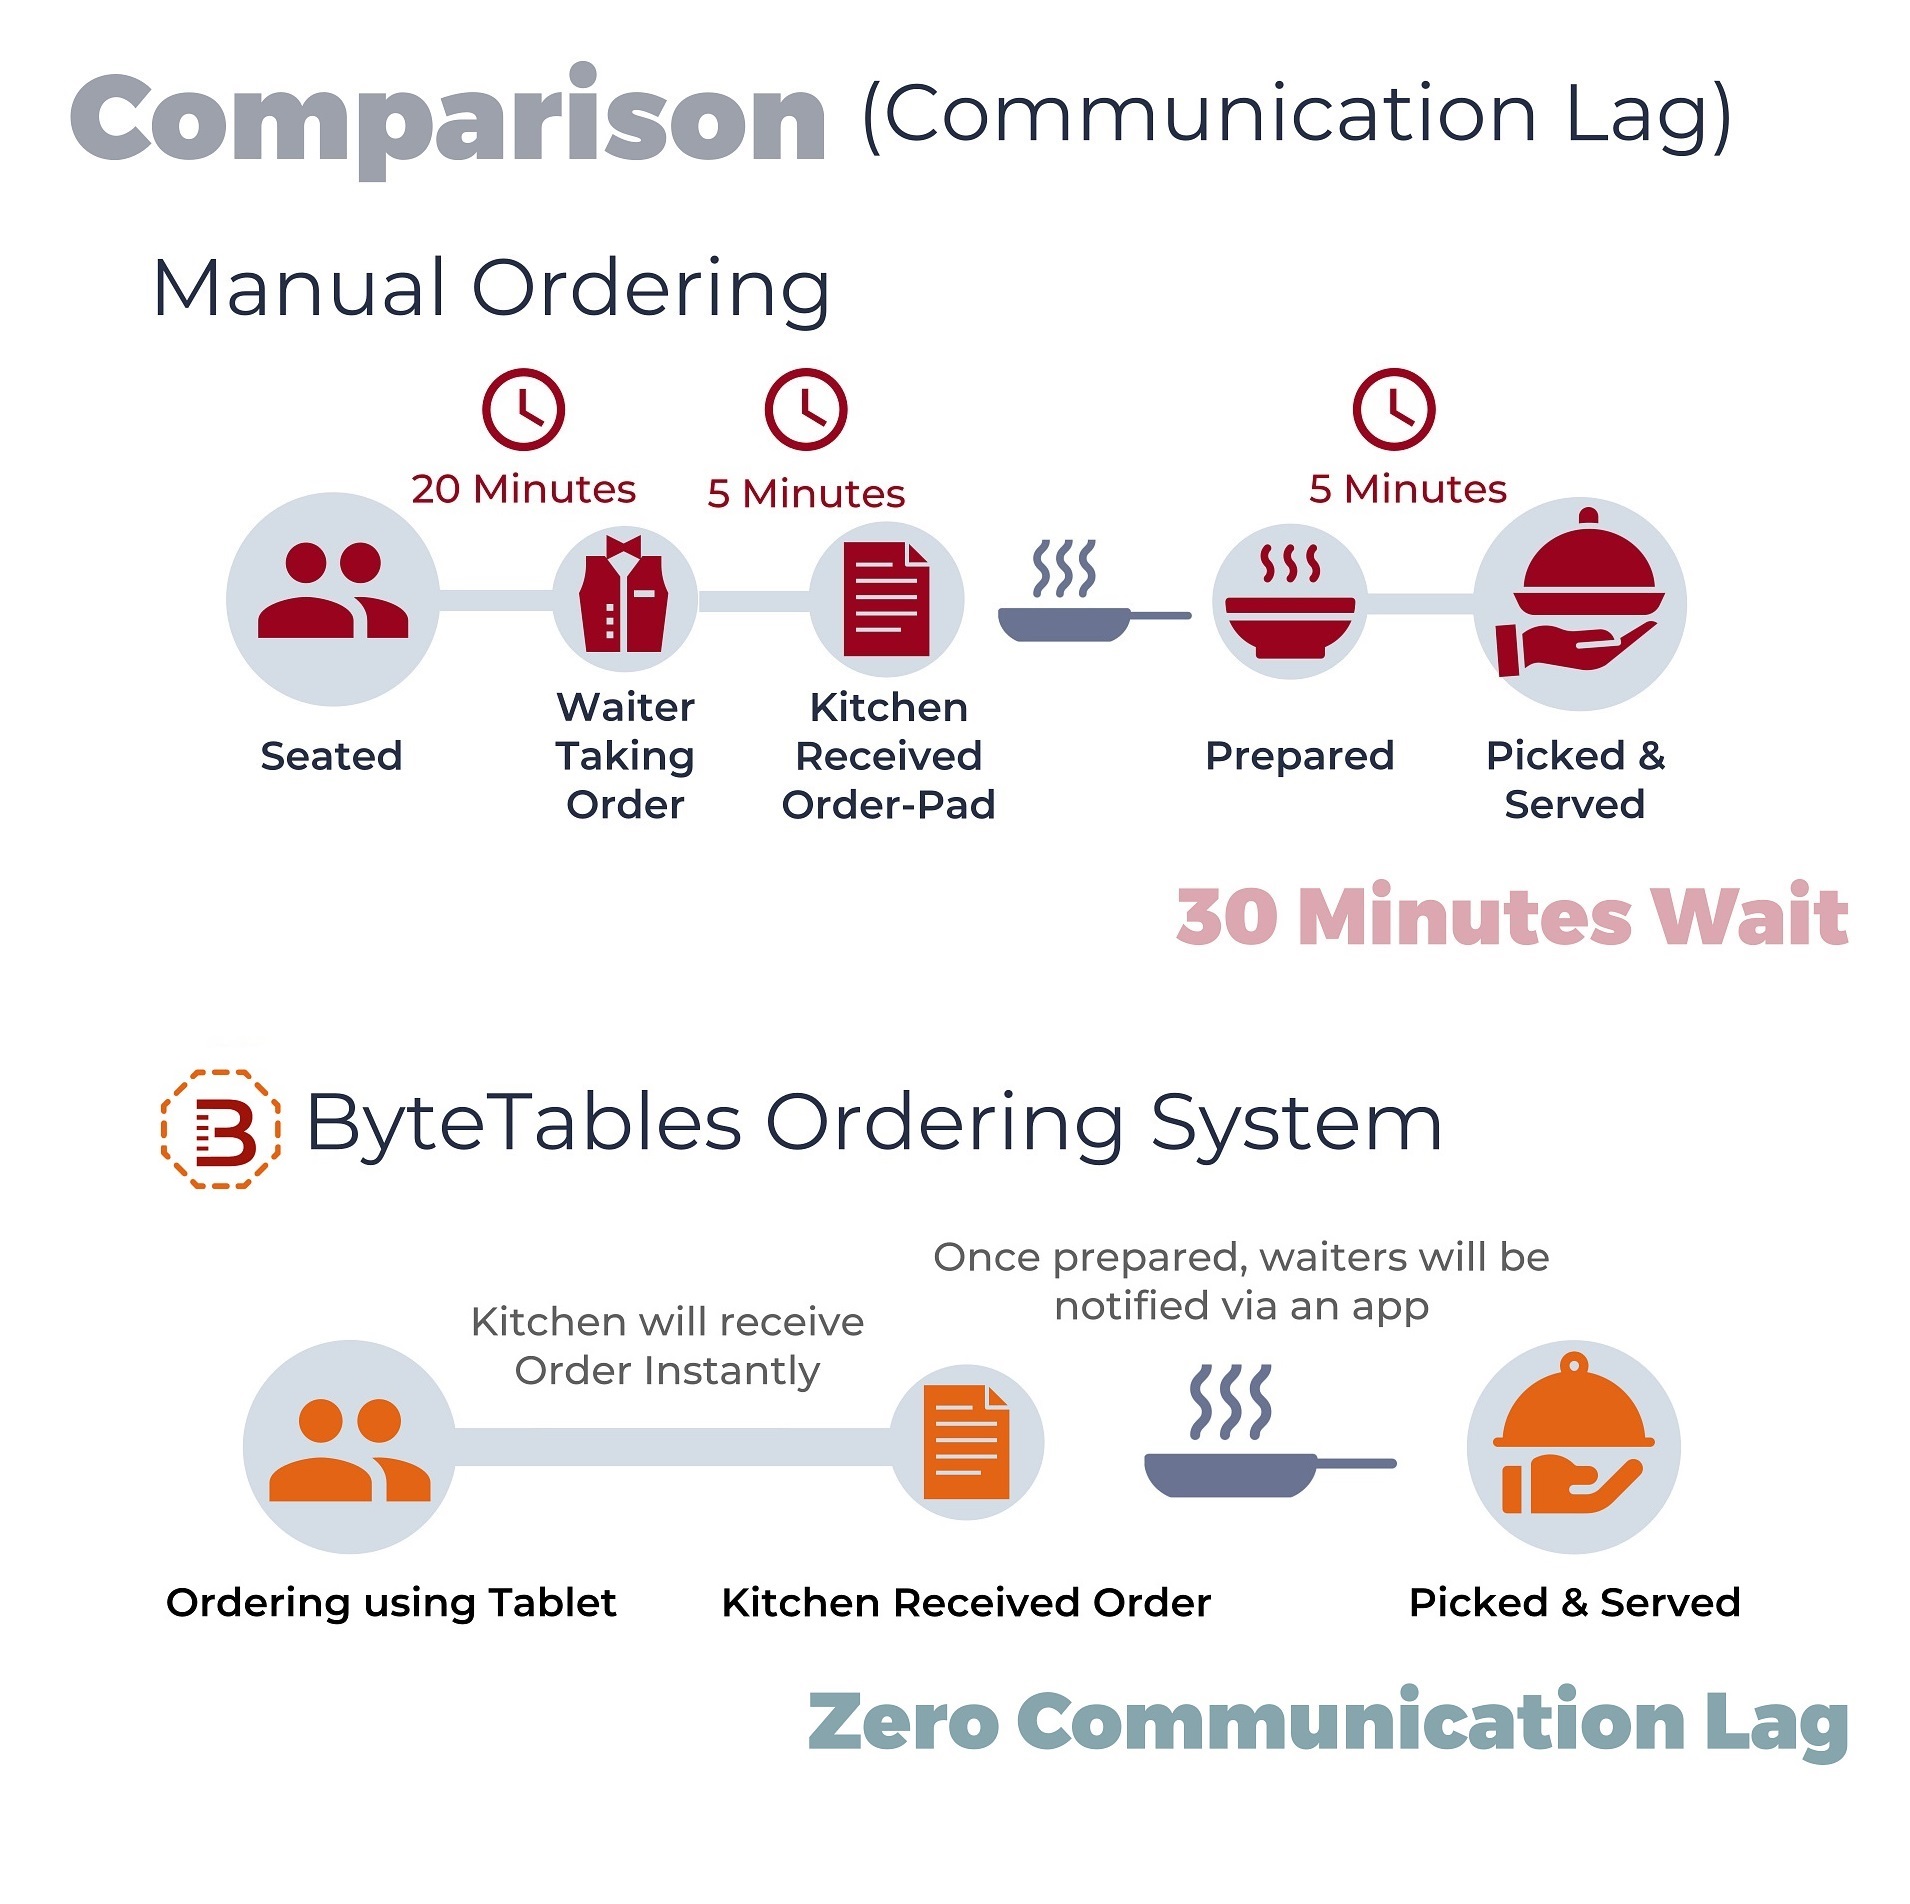 Comparison (Communication Lag)
Manual Ordering
20 Minutes
5 Minutes
5 Minutes
Seated
Waiter
Taking
Order
Kitchen
Received
Order-Pad
Prepared
Picked &
Served
30 Minutes Wait
B ByteTables Ordering System
Kitchen will receive
Order Instantly
Once prepared, waiters will be
notified via an app
Ordering using Tablet
Kitchen Received Order
Picked & Served
Zero Communication Lag